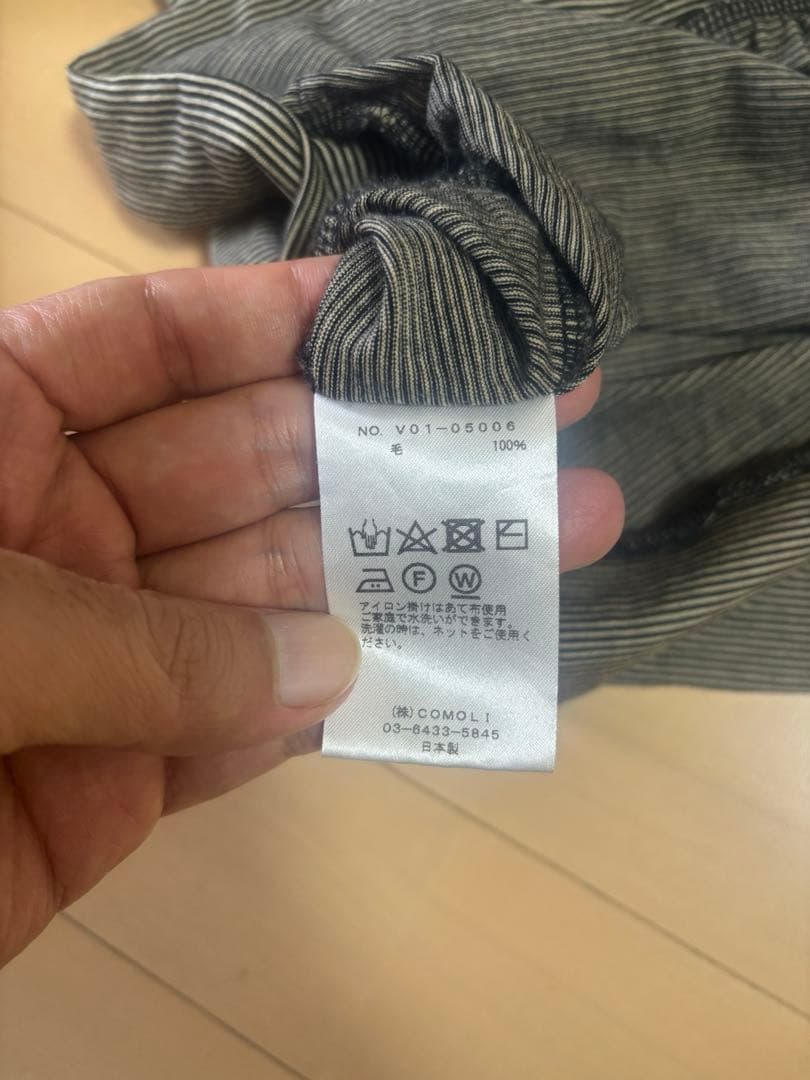 NO. V01-05006
毛 100%
F W
アイロン掛けはあて布使用
ご家庭で水洗いができます。
洗濯の時は、ネットをご使用く
ださい。
(株)COMOLI
03-6433-5845
日本製